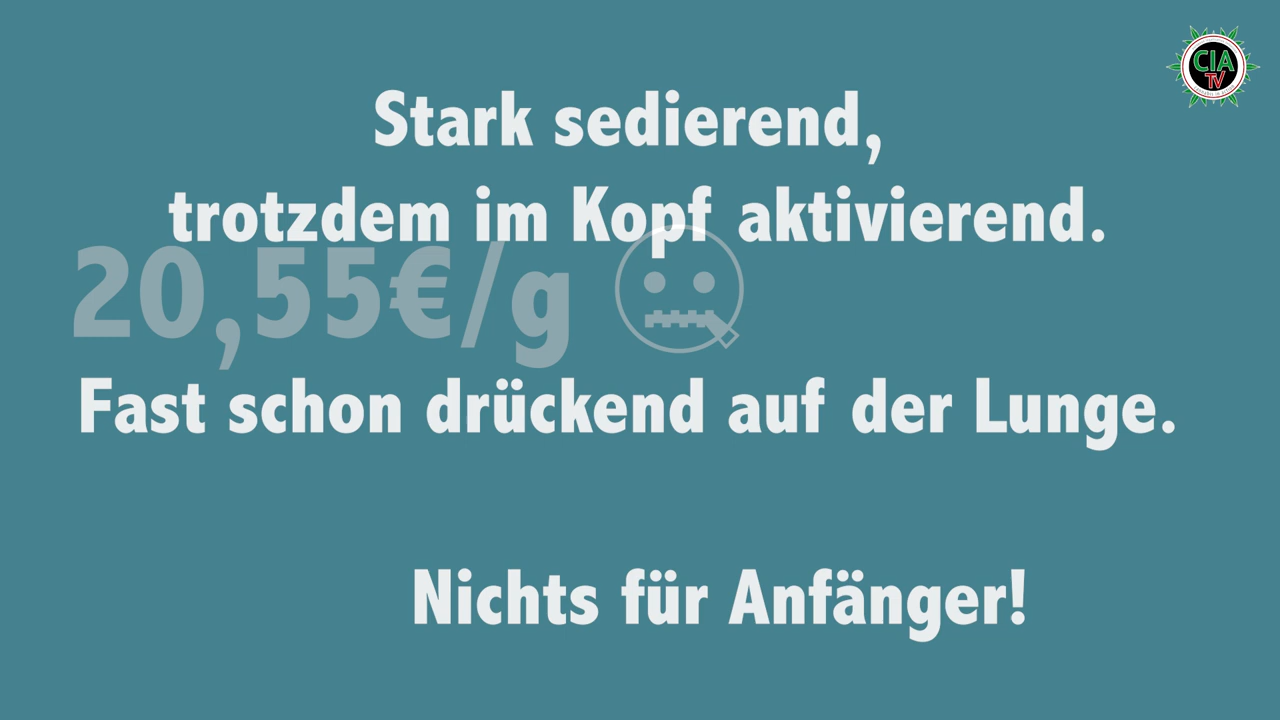 CIA
TV
Stark sedierend,
trotzdem im Kopf aktivierend.
20,55€/g
Fast schon drückend auf der Lunge.
Nichts für Anfänger!